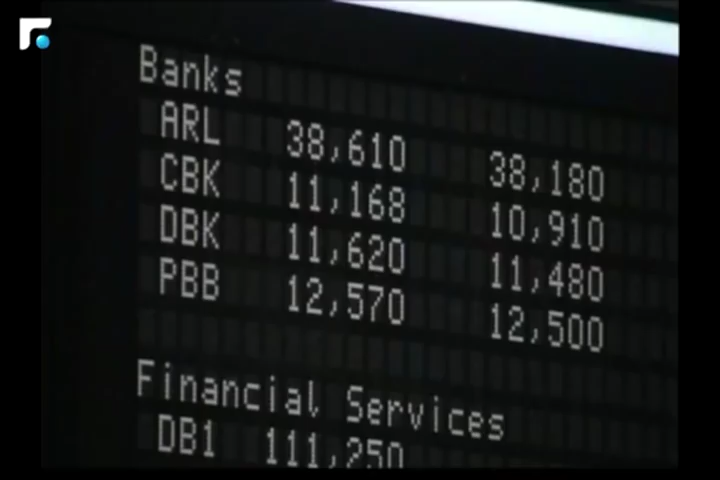 Banks
ARL 38,610 38,180
CBK 11,168 10,910
DBK 11,620 11,480
PBB 12,570 12,500
Financial Services
DB1 111,250